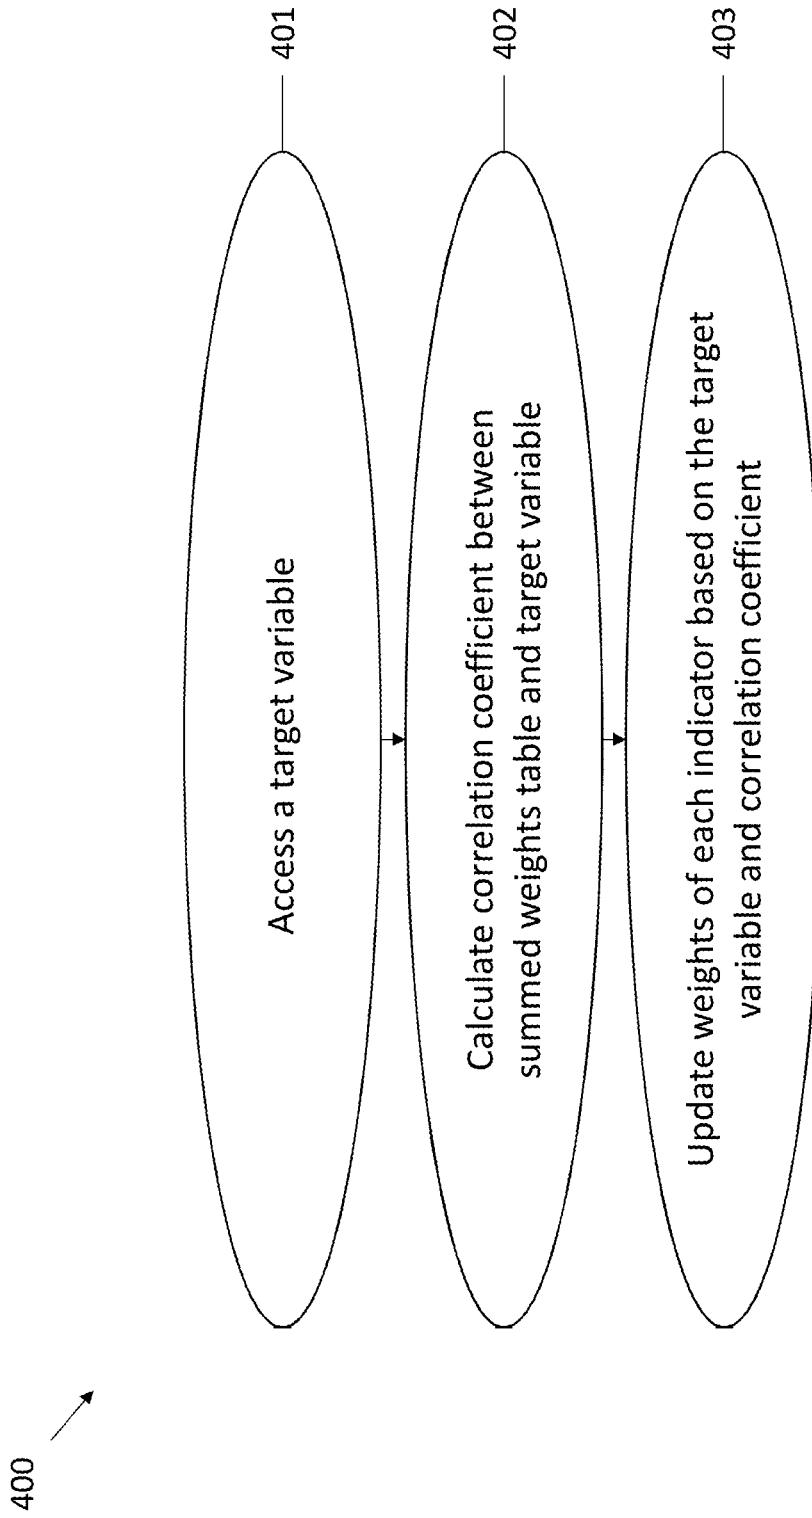 400
Access a target variable
401
Calculate correlation coefficient between
summed weights table and target variable
402
Update weights of each indicator based on the target
variable and correlation coefficient
403